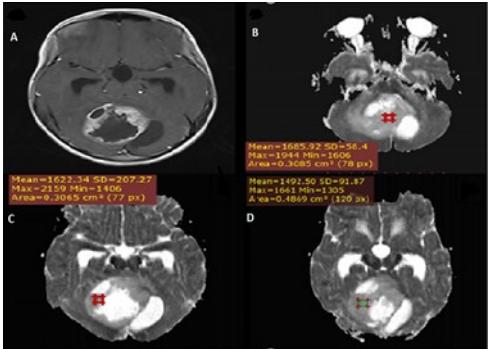 A
B
Mean=1685.92 SD=58.4
Max=1944 Min=1606
Area=0.3085 cm² (78 px)
Mean=1622.34 SD=207.27
Max=2159 Min=1406
Area=0.3065 cm² (77 px)
Mean=1492.50 SD=91.87
Max=1661 Min=1305
Area=0.4869 cm² (120 px)
C
D